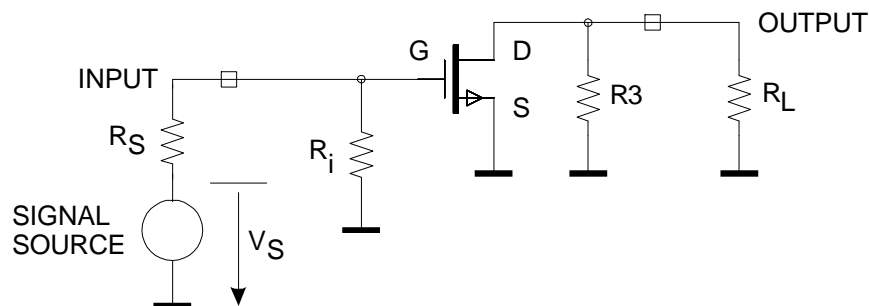 OUTPUT
G
D
INPUT
R3
RL
S
RS
Ri
SIGNAL
SOURCE
VS